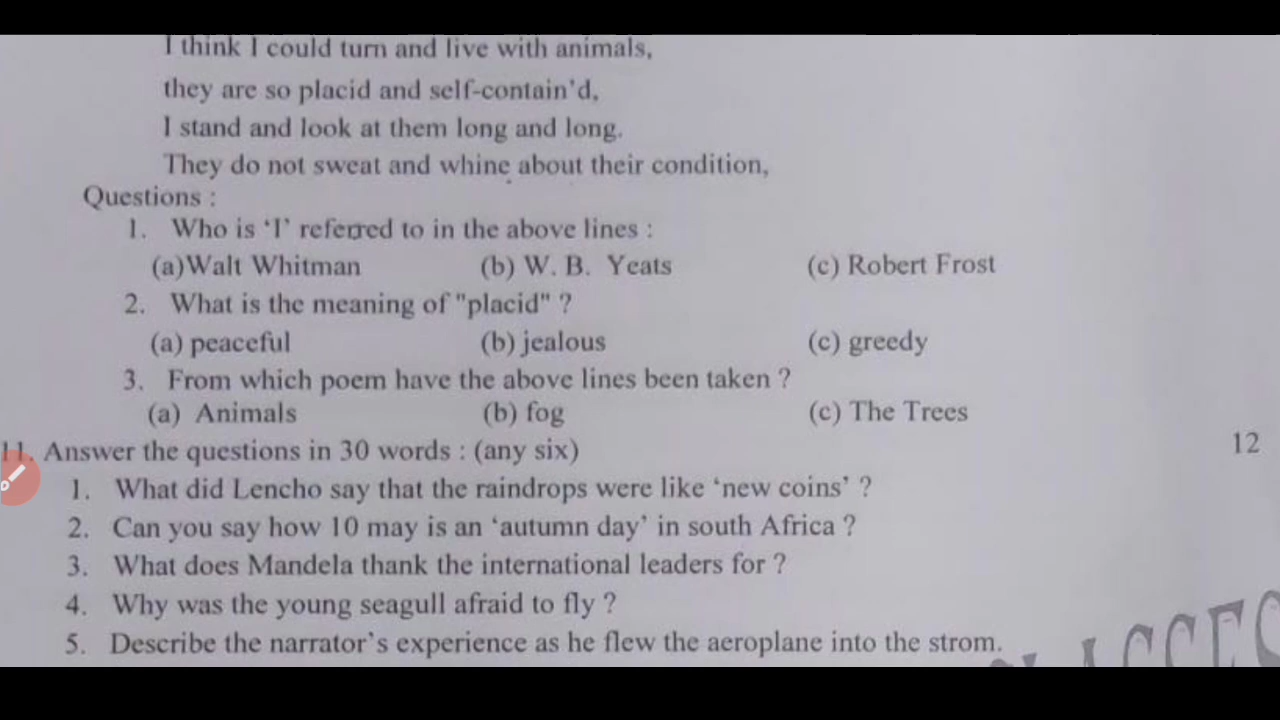 I think I could turn and live with animals,
they are so placid and self-contain'd,
I stand and look at them long and long.
They do not sweat and whine about their condition,
Questions :
1. Who is 'I' referred to in the above lines :
(a)Walt Whitman (b) W. B. Yeats (c) Robert Frost
2. What is the meaning of "placid" ?
(a) peaceful (b) jealous (c) greedy
3. From which poem have the above lines been taken ?
(a) Animals (b) fog (c) The Trees
11. Answer the questions in 30 words : (any six) 12
1. What did Lencho say that the raindrops were like 'new coins' ?
2. Can you say how 10 may is an 'autumn day' in south Africa ?
3. What does Mandela thank the international leaders for ?
4. Why was the young seagull afraid to fly ?
5. Describe the narrator's experience as he flew the aeroplane into the strom.